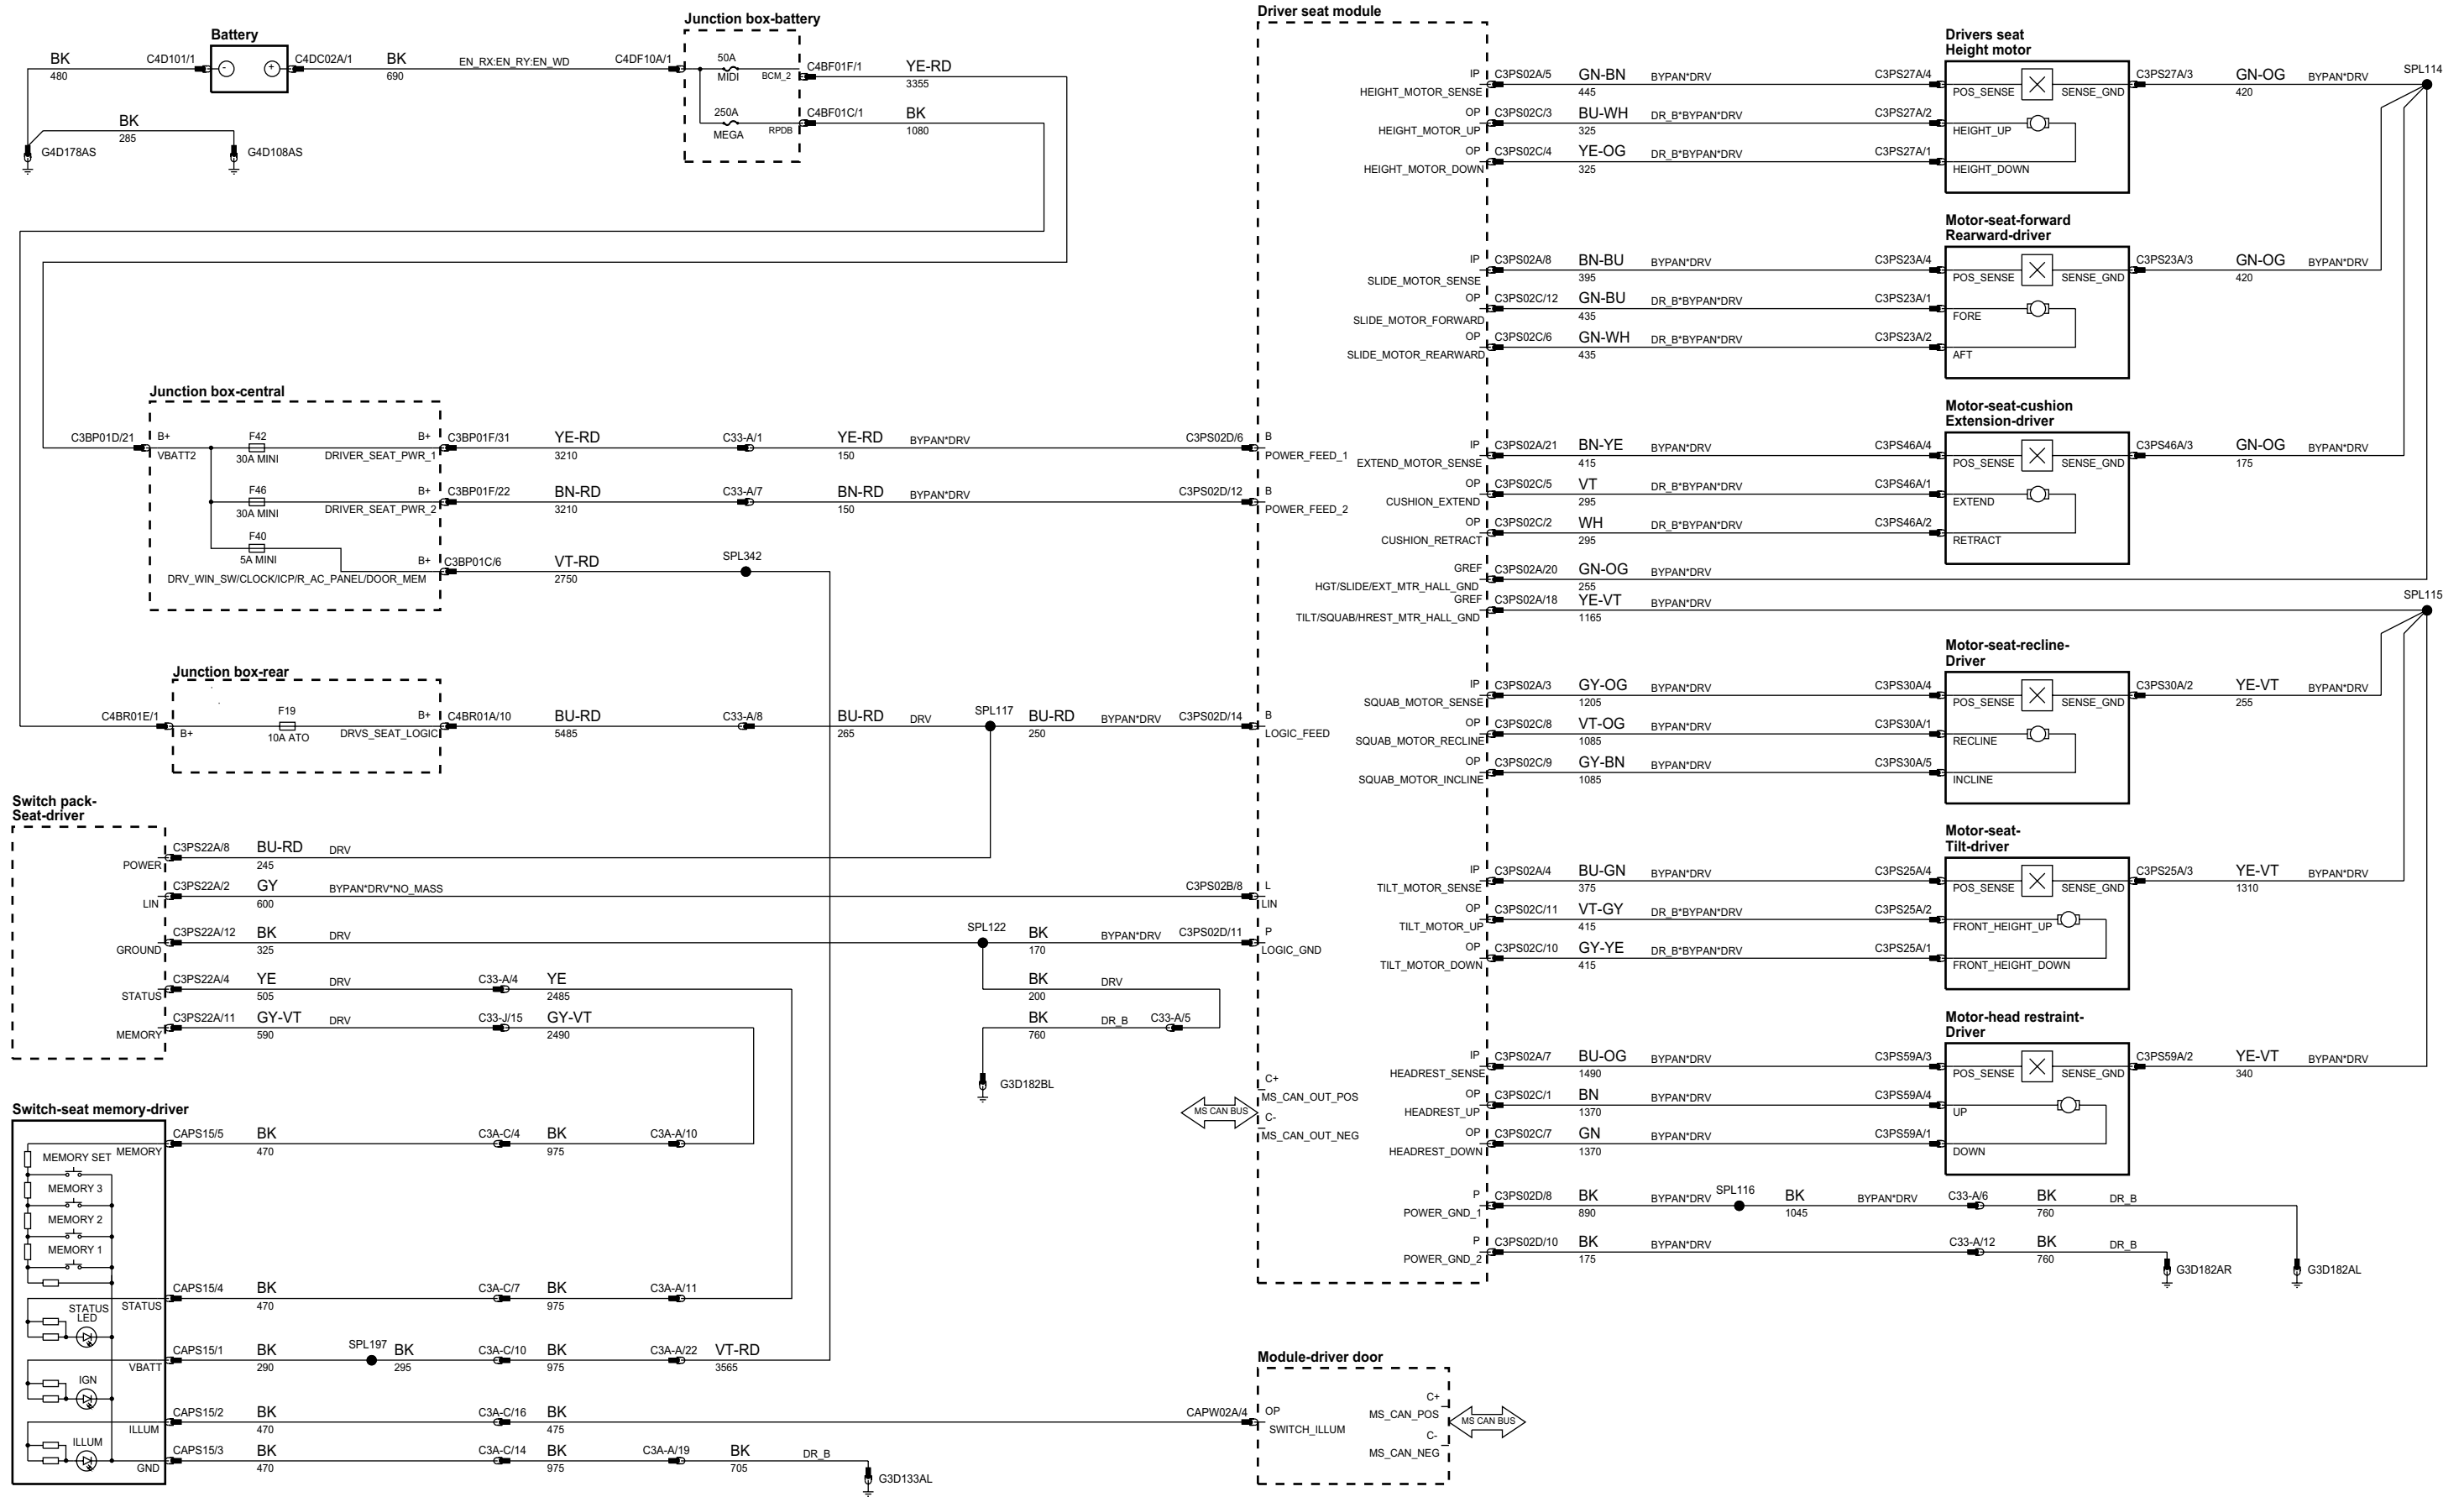 Battery
BK
480
C4D101/1
-
+
C4DC02A/1
BK
690
EN_RX:EN_RY:EN_WD
C4DF10A/1
BK
285
G4D178AS
G4D108AS
Junction box-battery
50A
MIDI
BCM_2
C4BF01F/1
YE-RD
3355
250A
MEGA
RPDB
C4BF01C/1
BK
1080
Junction box-central
C3BP01D/21
B+
VBATT2
F42
30A MINI
B+
DRIVER_SEAT_PWR_1
C3BP01F/31
YE-RD
3210
C33-A/1
YE-RD
150
BYPAN*DRV
C3PS02D/6
B
POWER_FEED_1
F46
30A MINI
B+
DRIVER_SEAT_PWR_2
C3BP01F/22
BN-RD
3210
C33-A/7
BN-RD
150
BYPAN*DRV
C3PS02D/12
B
POWER_FEED_2
F40
5A MINI
B+
DRV_WIN_SW/CLOCK/ICP/R_AC_PANEL/DOOR_MEM
C3BP01C/6
VT-RD
2750
SPL342
Junction box-rear
C4BR01E/1
B+
F19
10A ATO
B+
DRVS_SEAT_LOGIC
C4BR01A/10
BU-RD
5485
C33-A/8
BU-RD
265
DRV
SPL117
BU-RD
250
BYPAN*DRV
C3PS02D/14
B
LOGIC_FEED
Switch pack-
Seat-driver
POWER
C3PS22A/8
BU-RD
245
DRV
LIN
C3PS22A/2
GY
600
BYPAN*DRV*NO_MASS
C3PS02B/8
L
LIN
GROUND
C3PS22A/12
BK
325
DRV
SPL122
BK
170
BYPAN*DRV
C3PS02D/11
P
LOGIC_GND
STATUS
C3PS22A/4
YE
505
DRV
C33-A/4
YE
2485
BK
200
DRV
MEMORY
C3PS22A/11
GY-VT
590
DRV
C33-J/15
GY-VT
2490
BK
760
DR_B
C33-A/5
G3D182BL
Switch-seat memory-driver
MEMORY
CAPS15/5
BK
470
C3A-C/4
BK
975
C3A-A/10
MEMORY SET
MEMORY 3
MEMORY 2
MEMORY 1
STATUS
CAPS15/4
BK
470
C3A-C/7
BK
975
C3A-A/11
STATUS
LED
VBATT
CAPS15/1
BK
290
SPL197
BK
295
C3A-C/10
BK
975
C3A-A/22
VT-RD
3565
IGN
ILLUM
CAPS15/2
BK
470
C3A-C/16
BK
475
CAPW02A/4
OP
SWITCH_ILLUM
ILLUM
GND
CAPS15/3
BK
470
C3A-C/14
BK
975
C3A-A/19
BK
705
DR_B
G3D133AL
Module-driver door
C+
MS_CAN_POS
C-
MS_CAN_NEG
MS CAN BUS
Driver seat module
IP
HEIGHT_MOTOR_SENSE
C3PS02A/5
GN-BN
445
BYPAN*DRV
C3PS27A/4
OP
HEIGHT_MOTOR_UP
C3PS02C/3
BU-WH
325
DR_B*BYPAN*DRV
C3PS27A/2
OP
HEIGHT_MOTOR_DOWN
C3PS02C/4
YE-OG
325
DR_B*BYPAN*DRV
C3PS27A/1
Drivers seat
Height motor
POS_SENSE
SENSE_GND
HEIGHT_UP
HEIGHT_DOWN
C3PS27A/3
GN-OG
420
BYPAN*DRV
SPL114
IP
SLIDE_MOTOR_SENSE
C3PS02A/8
BN-BU
395
BYPAN*DRV
C3PS23A/4
OP
SLIDE_MOTOR_FORWARD
C3PS02C/12
GN-BU
435
DR_B*BYPAN*DRV
C3PS23A/1
OP
SLIDE_MOTOR_REARWARD
C3PS02C/6
GN-WH
435
DR_B*BYPAN*DRV
C3PS23A/2
Motor-seat-forward
Rearward-driver
POS_SENSE
SENSE_GND
FORE
AFT
C3PS23A/3
GN-OG
420
BYPAN*DRV
IP
EXTEND_MOTOR_SENSE
C3PS02A/21
BN-YE
415
BYPAN*DRV
C3PS46A/4
OP
CUSHION_EXTEND
C3PS02C/5
VT
295
DR_B*BYPAN*DRV
C3PS46A/1
OP
CUSHION_RETRACT
C3PS02C/2
WH
295
DR_B*BYPAN*DRV
C3PS46A/2
Motor-seat-cushion
Extension-driver
POS_SENSE
SENSE_GND
EXTEND
RETRACT
C3PS46A/3
GN-OG
175
BYPAN*DRV
GREF
HGT/SLIDE/EXT_MTR_HALL_GND
C3PS02A/20
GN-OG
255
BYPAN*DRV
GREF
TILT/SQUAB/HREST_MTR_HALL_GND
C3PS02A/18
YE-VT
1165
BYPAN*DRV
SPL115
IP
SQUAB_MOTOR_SENSE
C3PS02A/3
GY-OG
1205
BYPAN*DRV
C3PS30A/4
OP
SQUAB_MOTOR_RECLINE
C3PS02C/8
VT-OG
1085
BYPAN*DRV
C3PS30A/1
OP
SQUAB_MOTOR_INCLINE
C3PS02C/9
GY-BN
1085
BYPAN*DRV
C3PS30A/5
Motor-seat-recline-
Driver
POS_SENSE
SENSE_GND
RECLINE
INCLINE
C3PS30A/2
YE-VT
255
BYPAN*DRV
IP
TILT_MOTOR_SENSE
C3PS02A/4
BU-GN
375
BYPAN*DRV
C3PS25A/4
OP
TILT_MOTOR_UP
C3PS02C/11
VT-GY
415
DR_B*BYPAN*DRV
C3PS25A/2
OP
TILT_MOTOR_DOWN
C3PS02C/10
GY-YE
415
DR_B*BYPAN*DRV
C3PS25A/1
Motor-seat-
Tilt-driver
POS_SENSE
SENSE_GND
FRONT_HEIGHT_UP
FRONT_HEIGHT_DOWN
C3PS25A/3
YE-VT
1310
BYPAN*DRV
IP
HEADREST_SENSE
C3PS02A/7
BU-OG
1490
BYPAN*DRV
C3PS59A/3
OP
HEADREST_UP
C3PS02C/1
BN
1370
BYPAN*DRV
C3PS59A/4
OP
HEADREST_DOWN
C3PS02C/7
GN
1370
BYPAN*DRV
C3PS59A/1
Motor-head restraint-
Driver
POS_SENSE
SENSE_GND
UP
DOWN
C3PS59A/2
YE-VT
340
BYPAN*DRV
MS CAN BUS
C+
MS_CAN_OUT_POS
C-
MS_CAN_OUT_NEG
P
POWER_GND_1
C3PS02D/8
BK
890
BYPAN*DRV
SPL116
BK
1045
BYPAN*DRV
C33-A/6
BK
760
DR_B
P
POWER_GND_2
C3PS02D/10
BK
175
BYPAN*DRV
C33-A/12
BK
760
DR_B
G3D182AR
G3D182AL